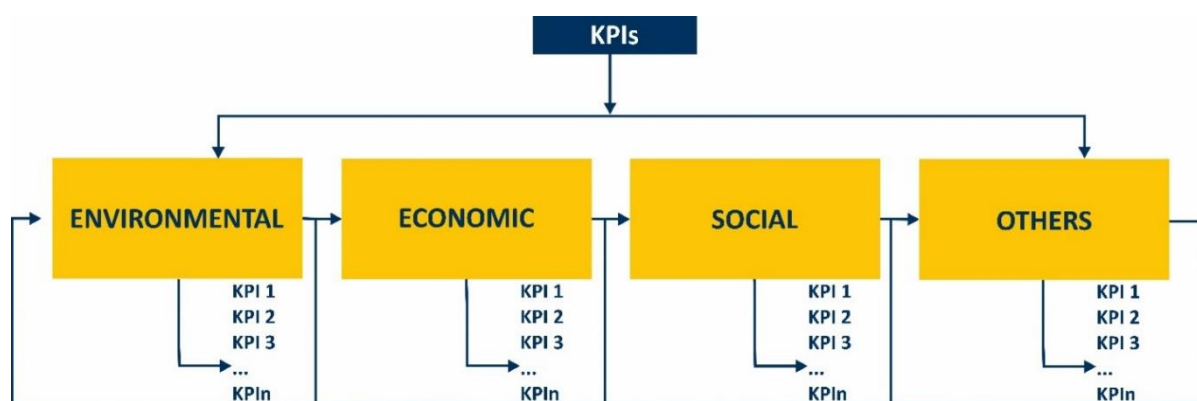 KPIs
ENVIRONMENTAL
ECONOMIC
SOCIAL
OTHERS
KPI 1
KPI 2
KPI 3
...
KPIn
KPI 1
KPI 2
KPI 3
...
KPIn
KPI 1
KPI 2
KPI 3
...
KPIn
KPI 1
KPI 2
KPI 3
...
KPIn